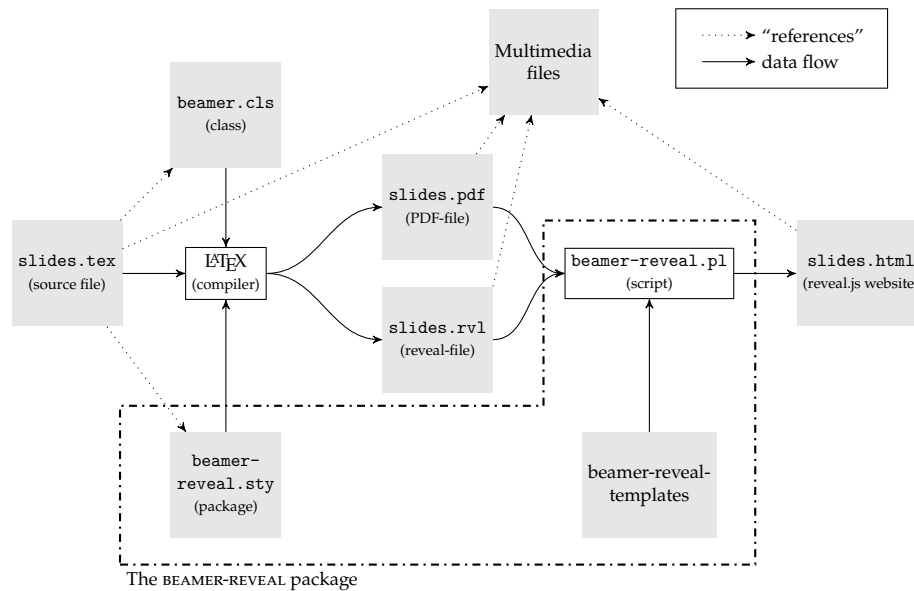 Multimedia
files
“references”
data flow
beamer.cls
(class)
slides.pdf
(PDF-file)
slides.tex
(source file)
LATEX
(compiler)
beamer-reveal.pl
(script)
slides.html
(reveal.js website)
slides.rvl
(reveal-file)
beamer-
reveal.sty
(package)
beamer-reveal-
templates
The BEAMER-REVEAL package